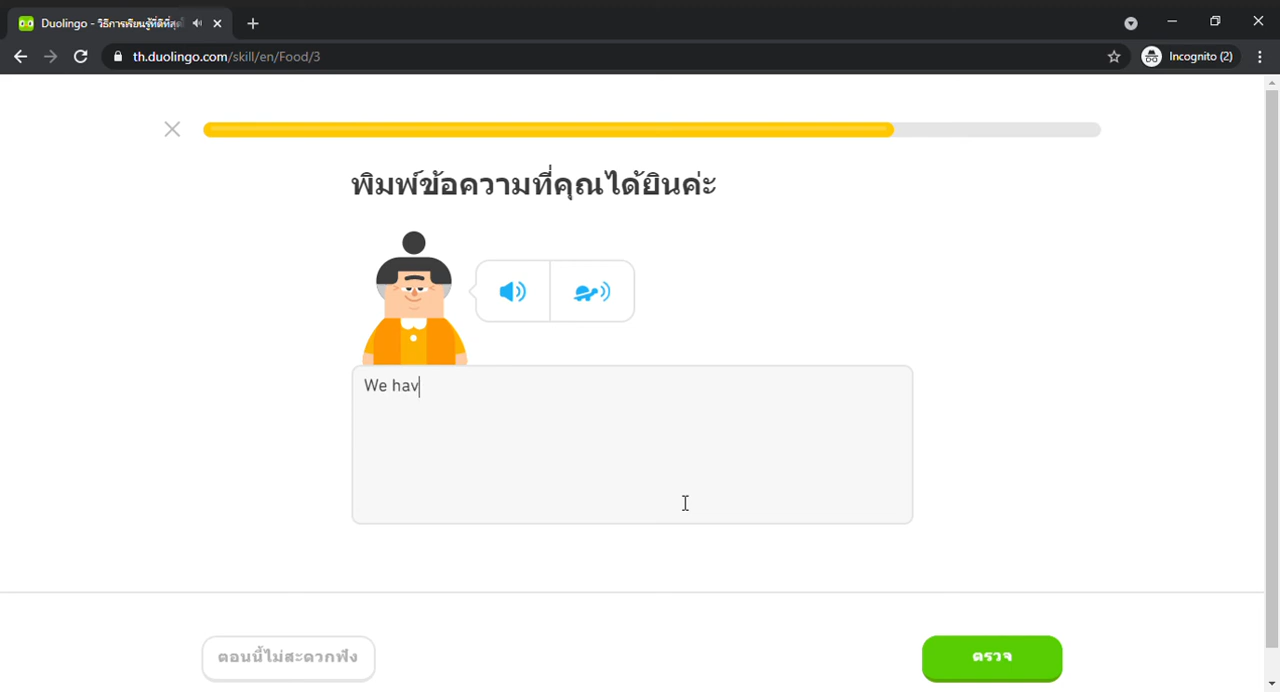 Duolingo - วิธีการเรียนรู้ที่ดีที่สุดใ
th.duolingo.com/skill/en/Food/3
Incognito (2)
พิมพ์ข้อความที่คุณได้ยินค่ะ
We hav
ตอนนี้ไม่สะดวกฟัง
ตรวจ